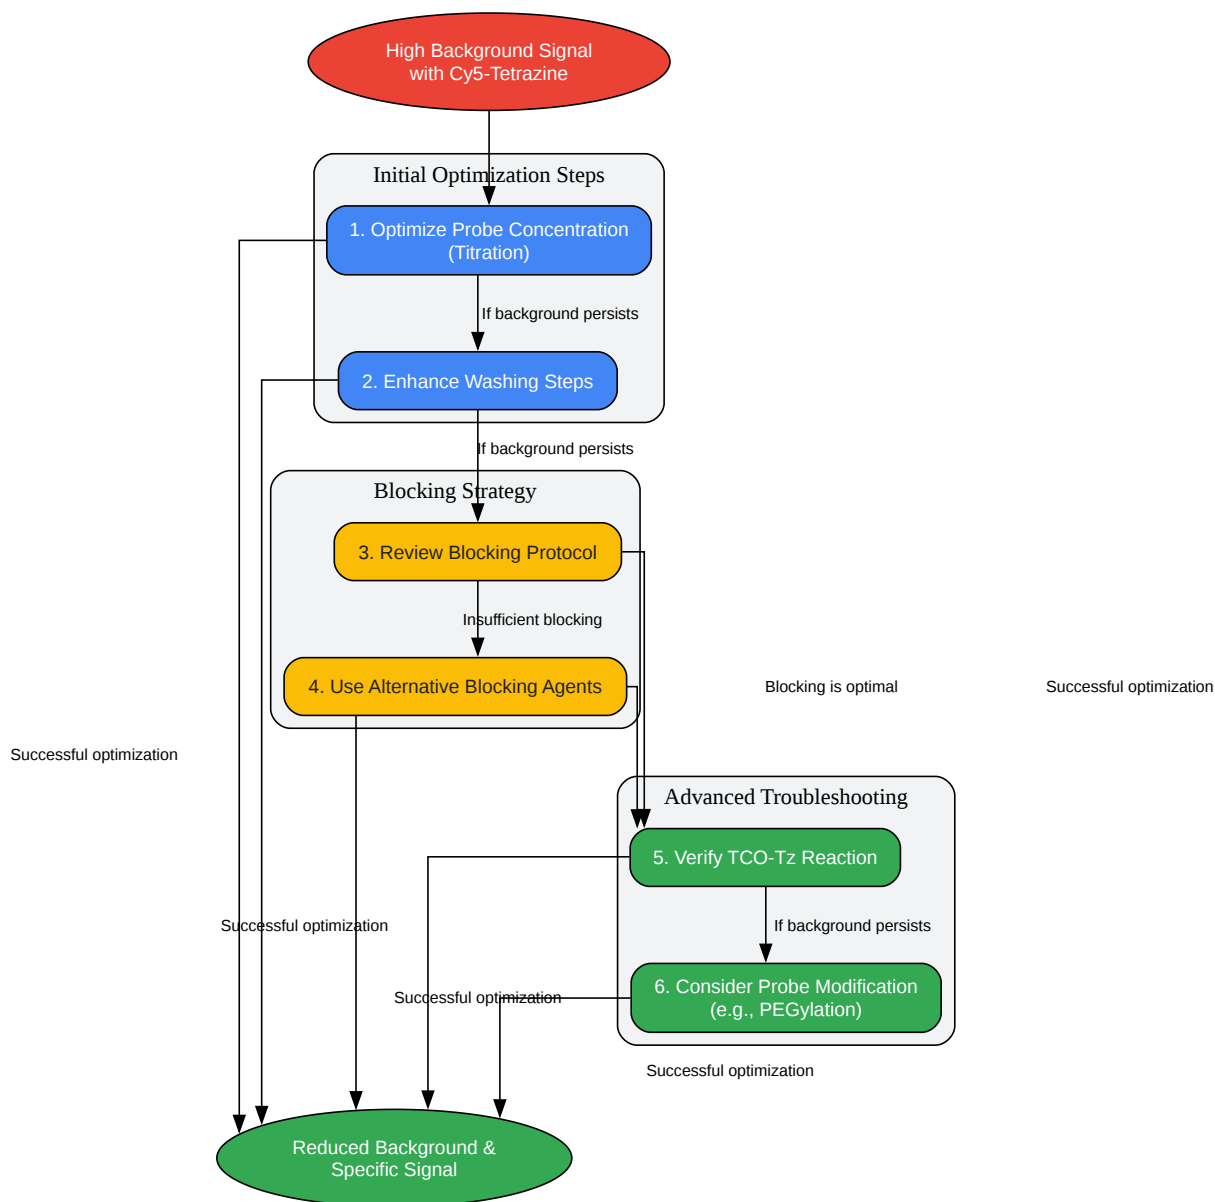 High Background Signal
with Cy5-Tetrazine
Initial Optimization Steps
1. Optimize Probe Concentration
(Titration)
If background persists
2. Enhance Washing Steps
If background persists
Blocking Strategy
3. Review Blocking Protocol
Insufficient blocking
4. Use Alternative Blocking Agents
Blocking is optimal
Successful optimization
Successful optimization
Advanced Troubleshooting
5. Verify TCO-Tz Reaction
Successful optimization
If background persists
6. Consider Probe Modification
(e.g., PEGylation)
Successful optimization
Successful optimization
Reduced Background &
Specific Signal